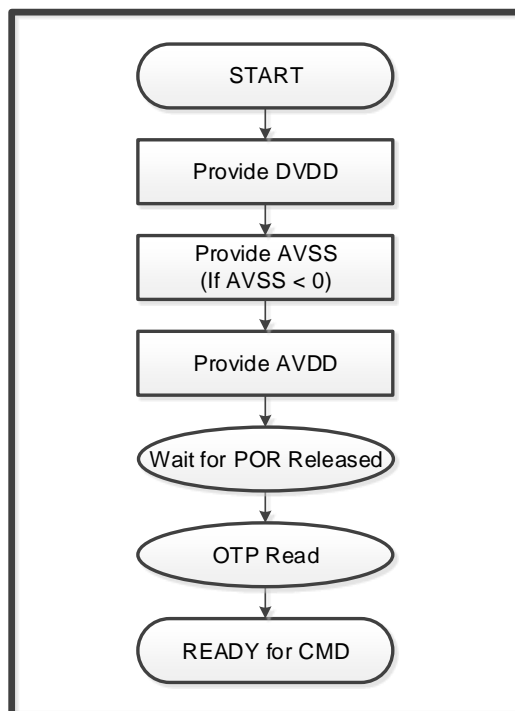 START
Provide DVDD
Provide AVSS
(If AVSS < 0)
Provide AVDD
Wait for POR Released
OTP Read
READY for CMD